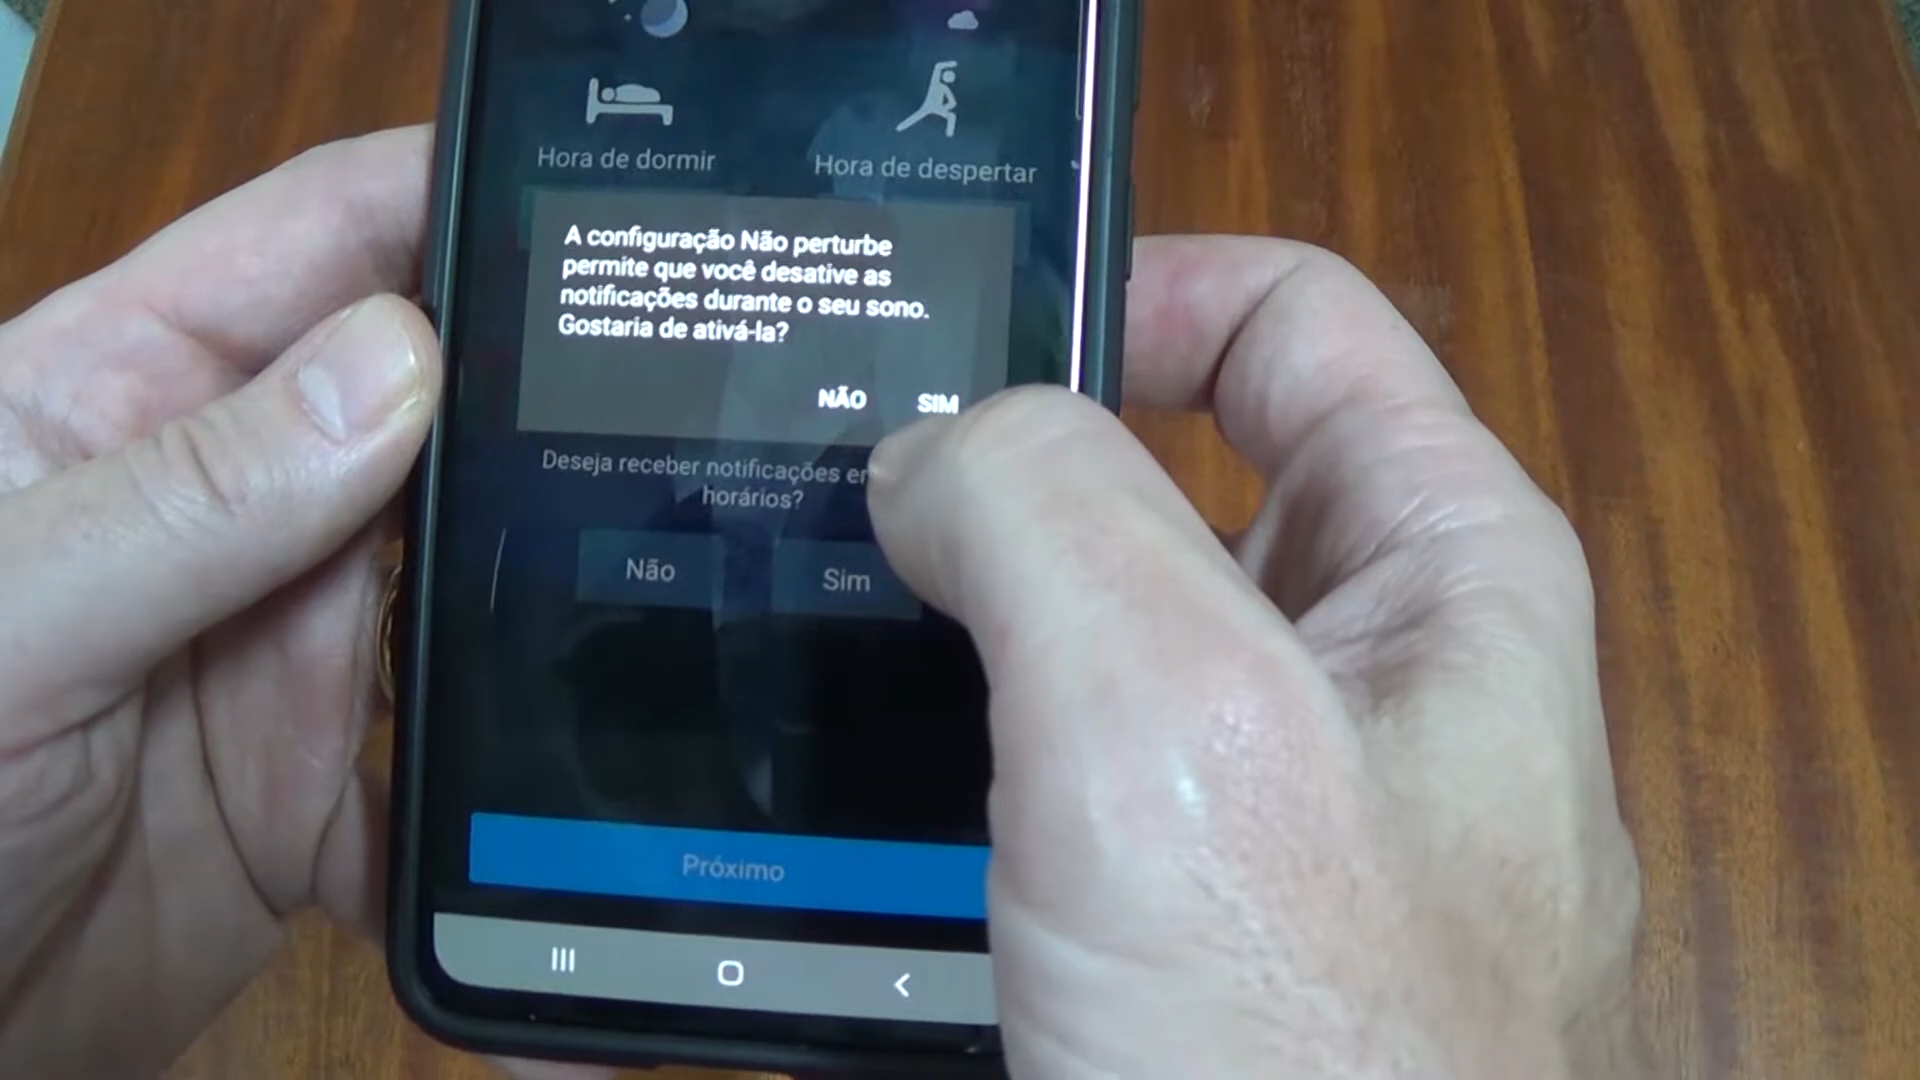 Hora de dormir
Hora de despertar
A configuração Não perturbe
permite que você desative as
notificações durante o seu sono.
Gostaria de ativá-la?
NÃO SIM
Deseja receber notificações
horários?
Não Sim
Próximo